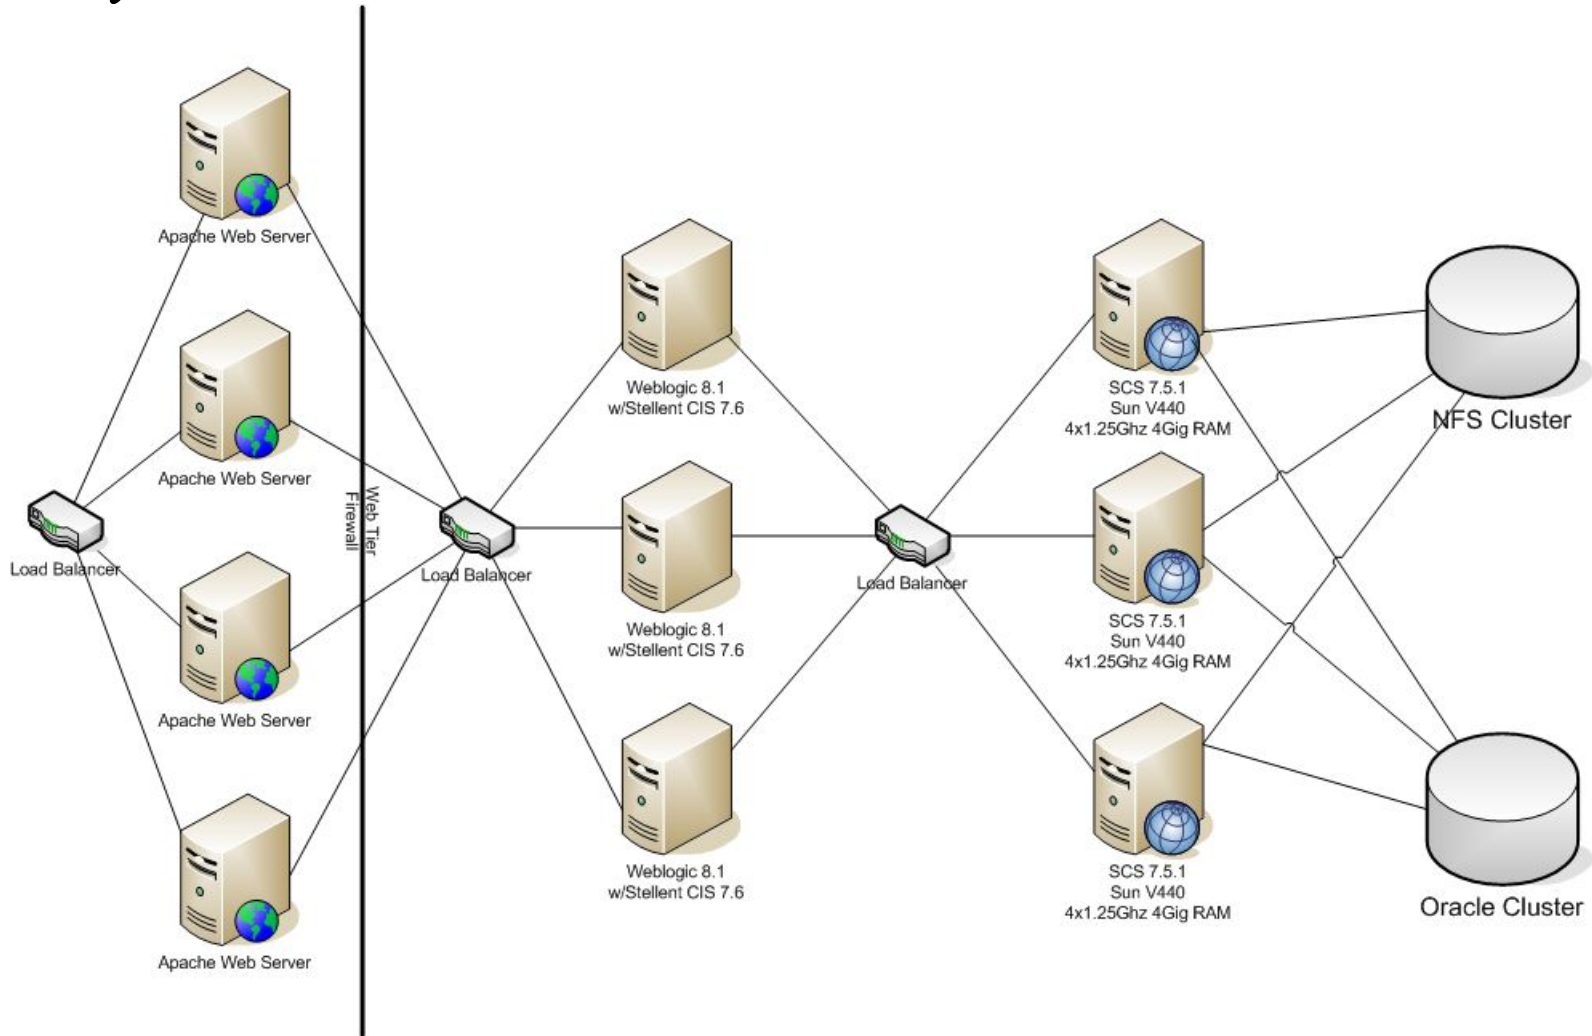 Apache Web Server
Apache Web Server
Load Balancer
Apache Web Server
Apache Web Server
Web Tier
Firewall
Load Balancer
Weblogic 8.1
w/Stellent CIS 7.6
Weblogic 8.1
w/Stellent CIS 7.6
Weblogic 8.1
w/Stellent CIS 7.6
Load Balancer
SCS 7.5.1
Sun V440
4x1.25Ghz 4Gig RAM
SCS 7.5.1
Sun V440
4x1.25Ghz 4Gig RAM
SCS 7.5.1
Sun V440
4x1.25Ghz 4Gig RAM
NFS Cluster
Oracle Cluster